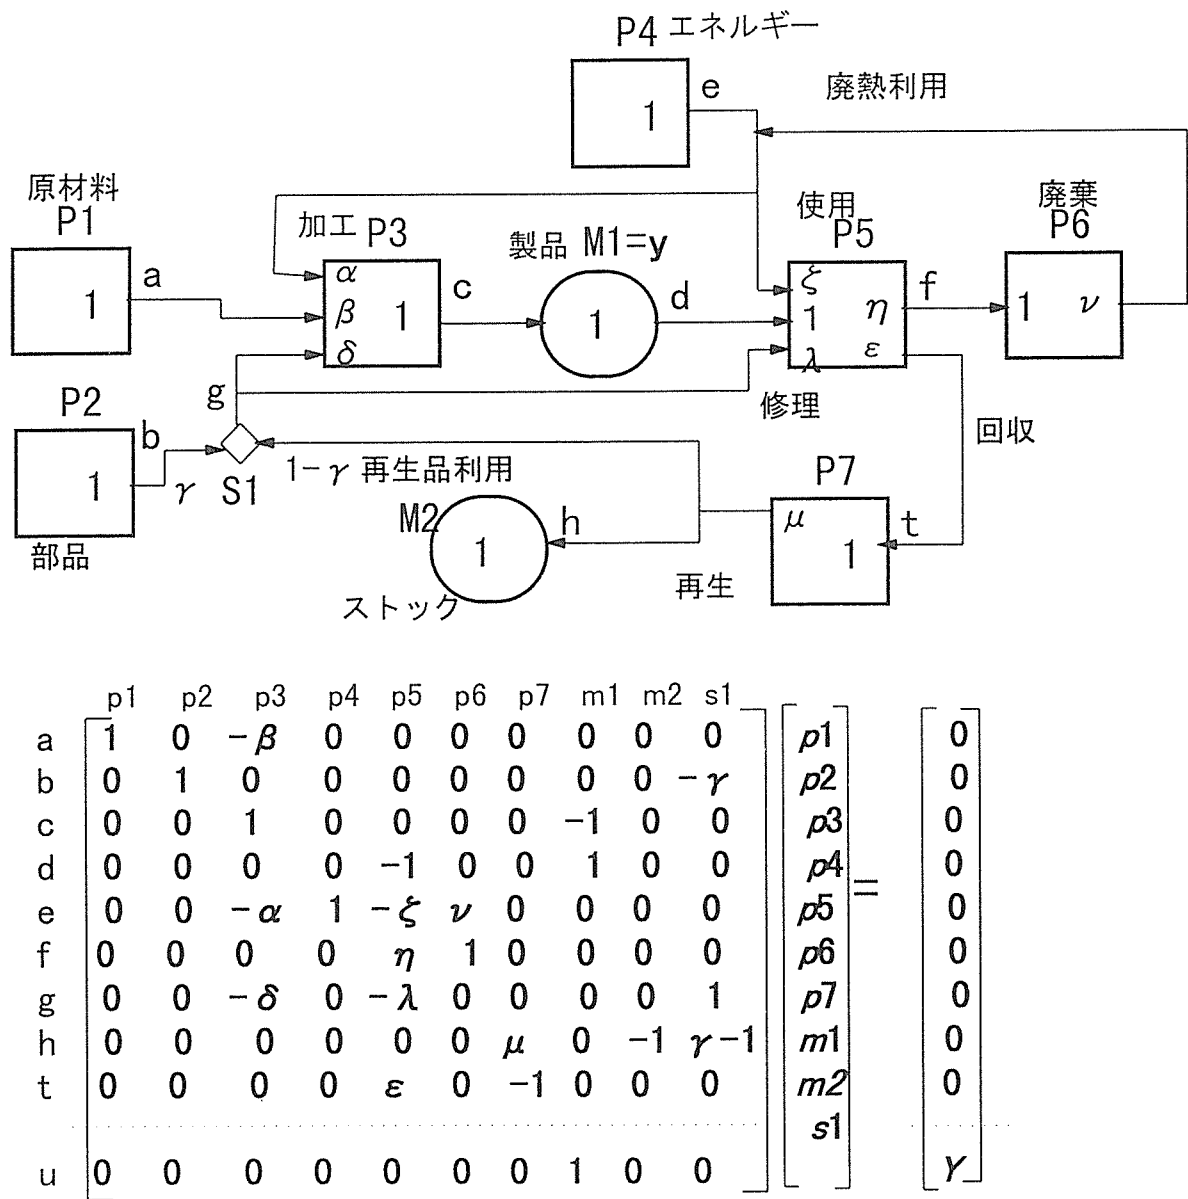 P4 エネルギー
e
廃熱利用
1
原材料
P1
加工 P3
製品 M1=y
使用
P5
廃棄
P6
a
1
α
β
δ
1
c
1
d
ζ
1
λ
η
ε
f
1 ν
P2
g
b
修理
回収
1
γ
S1
1-γ 再生品利用
P7
部品
M2
h
1
μ
t
1
ストック
再生
p1 p2 p3 p4 p5 p6 p7 m1 m2 s1
a 1 0 -β 0 0 0 0 0 0 0 p1 0
b 0 1 0 0 0 0 0 0 0 -γ p2 0
c 0 0 1 0 0 0 0 -1 0 0 p3 0
d 0 0 0 0 -1 0 0 1 0 0 p4 = 0
e 0 0 -α 1 -ζ ν 0 0 0 0 p5 0
f 0 0 0 0 η 1 0 0 0 0 p6 0
g 0 0 -δ 0 -λ 0 0 0 0 1 p7 0
h 0 0 0 0 0 0 μ 0 -1 γ-1 m1 0
t 0 0 0 0 ε 0 -1 0 0 0 m2 0
s1
u 0 0 0 0 0 0 0 1 0 0 Y